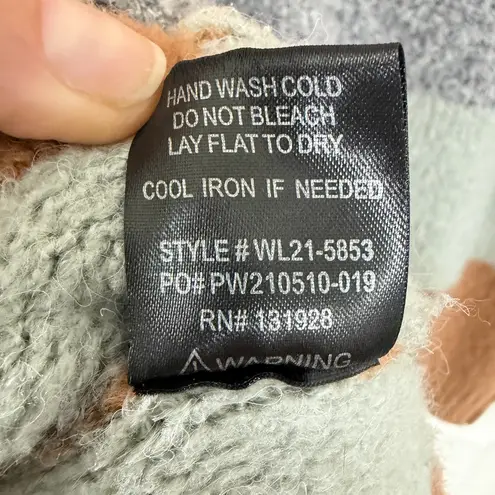 HAND WASH COLD
DO NOT BLEACH
LAY FLAT TO DRY
COOL IRON IF NEEDED
STYLE # WL21-5853
PO# PW210510-019
RN# 131928
⚠ WARNING